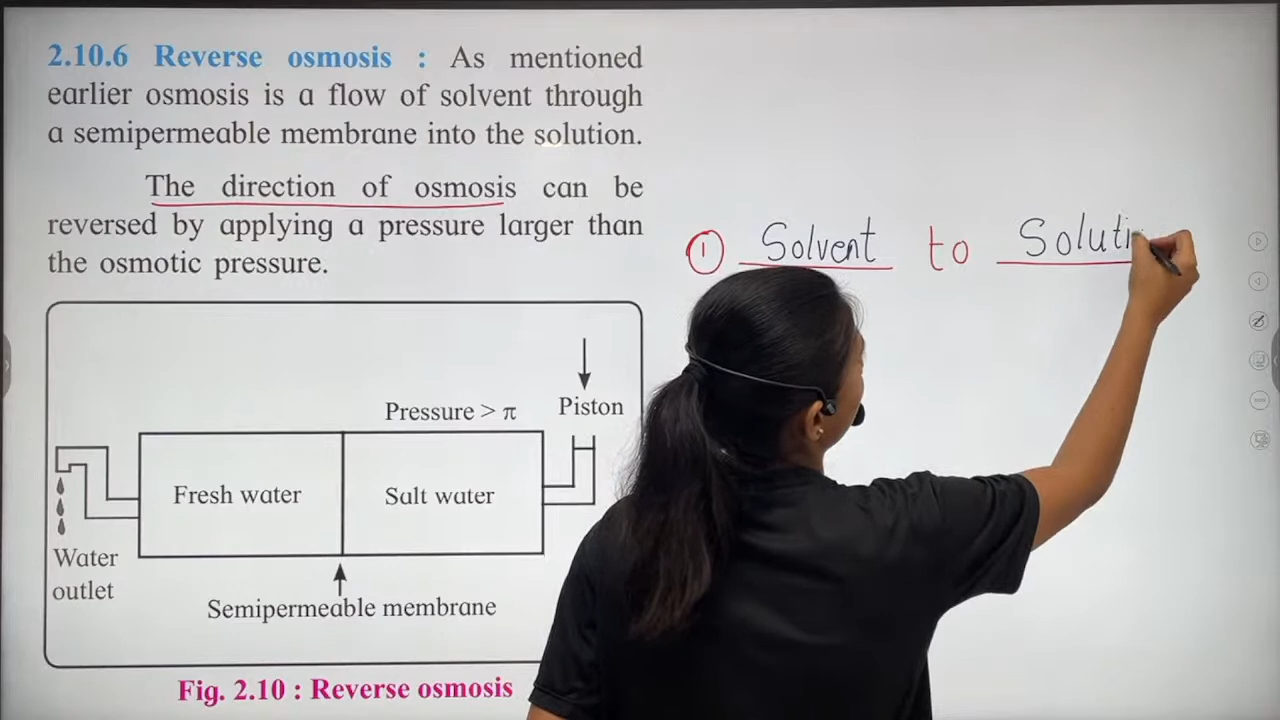 2.10.6 Reverse osmosis : As mentioned
earlier osmosis is a flow of solvent through
a semipermeable membrane into the solution.
The direction of osmosis can be
reversed by applying a pressure larger than
the osmotic pressure.
① Solvent to Soluti
Piston
Pressure > π
Fresh water
Salt water
Water
outlet
Semipermeable membrane
Fig. 2.10 : Reverse osmosis